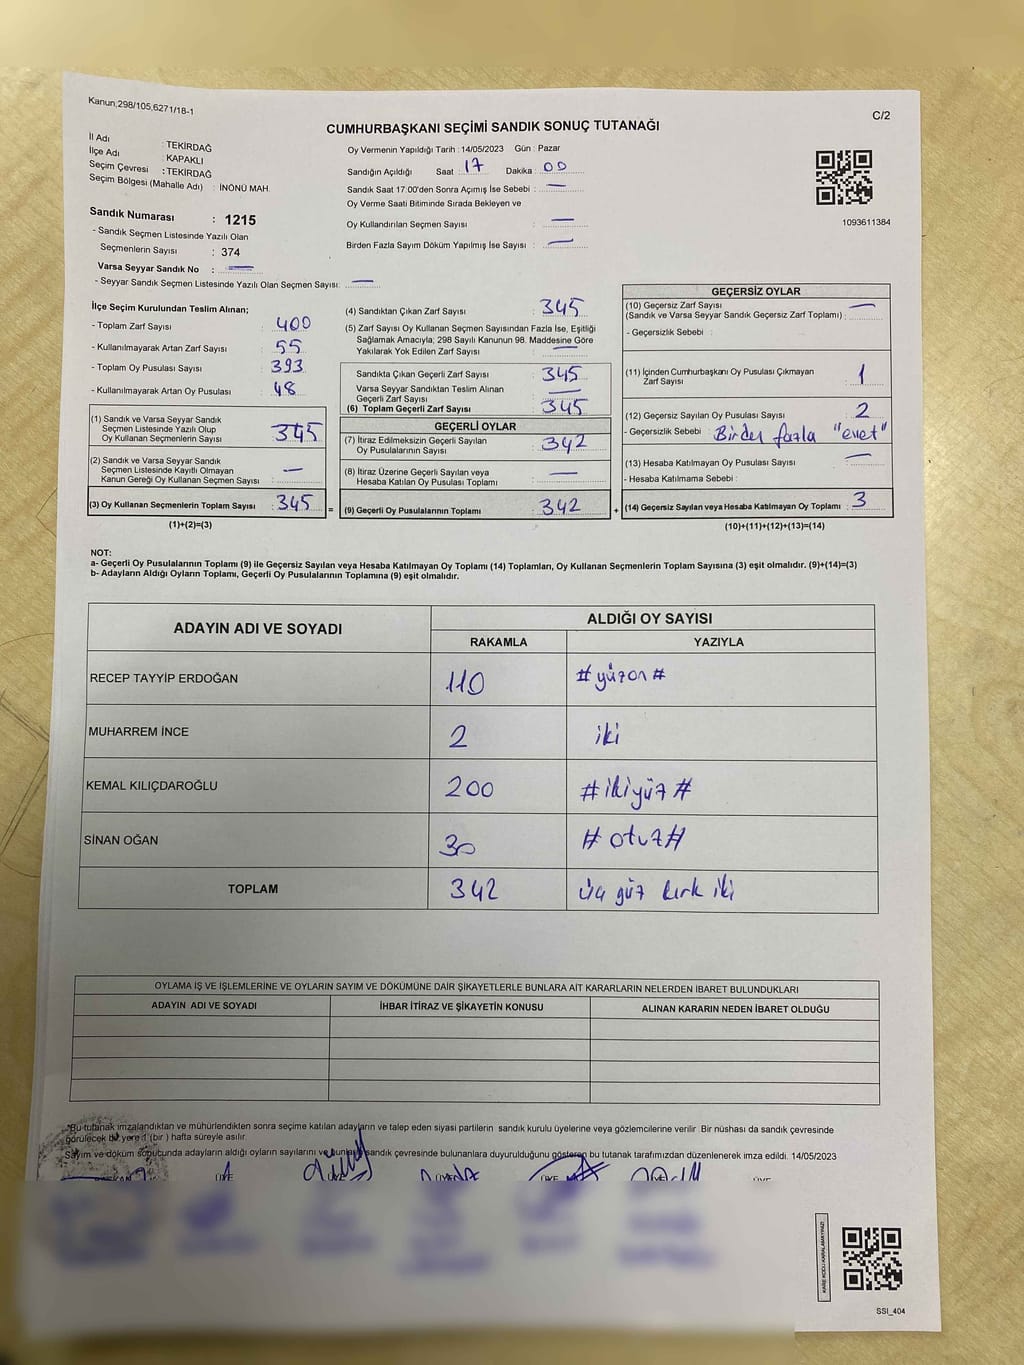 Kanun,298/105,6271/18-1
C/2
CUMHURBAŞKANI SEÇİMİ SANDIK SONUÇ TUTANAĞI
İl Adı : TEKİRDAĞ
İlçe Adı : KAPAKLI
Seçim Çevresi : TEKİRDAĞ
Seçim Bölgesi (Mahalle Adı) : İNÖNÜ MAH.
Oy Vermenin Yapıldığı Tarih : 14/05/2023 Gün : Pazar
Sandığın Açıldığı Saat : 17 Dakika : 00
Sandık Saat 17:00'den Sonra Açımış İse Sebebi : —
Oy Verme Saati Bitiminde Sırada Bekleyen ve
Oy Kullandırılan Seçmen Sayısı : —
Birden Fazla Sayım Döküm Yapılmış İse Sayısı : —
1093611384
Sandık Numarası : 1215
- Sandık Seçmen Listesinde Yazılı Olan
Seçmenlerin Sayısı : 374
Varsa Seyyar Sandık No : —
- Seyyar Sandık Seçmen Listesinde Yazılı Olan Seçmen Sayısı: —
İlçe Seçim Kurulundan Teslim Alınan;
- Toplam Zarf Sayısı : 400
- Kullanılmayarak Artan Zarf Sayısı : 55
- Toplam Oy Pusulası Sayısı : 393
- Kullanılmayarak Artan Oy Pusulası : 48
(1) Sandık ve Varsa Seyyar Sandık
Seçmen Listesinde Yazılı Olup
Oy Kullanan Seçmenlerin Sayısı : 345
(2) Sandık ve Varsa Seyyar Sandık
Seçmen Listesinde Kayıtlı Olmayan
Kanun Gereği Oy Kullanan Seçmen Sayısı : —
(3) Oy Kullanan Seçmenlerin Toplam Sayısı : 345 =
(1)+(2)=(3)
(4) Sandıktan Çıkan Zarf Sayısı : 345
(5) Zarf Sayısı Oy Kullanan Seçmen Sayısından Fazla İse, Eşitliği
Sağlamak Amacıyla; 298 Sayılı Kanunun 98. Maddesine Göre
Yakılarak Yok Edilen Zarf Sayısı : —
Sandıkta Çıkan Geçerli Zarf Sayısı : 345
Varsa Seyyar Sandıktan Teslim Alınan
Geçerli Zarf Sayısı : —
(6) Toplam Geçerli Zarf Sayısı : 345
GEÇERLİ OYLAR
(7) İtiraz Edilmeksizin Geçerli Sayılan
Oy Pusulalarının Sayısı : 342
(8) İtiraz Üzerine Geçerli Sayılan veya
Hesaba Katılan Oy Pusulası Toplamı : —
(9) Geçerli Oy Pusulalarının Toplamı : 342 +
GEÇERSİZ OYLAR
(10) Geçersiz Zarf Sayısı
(Sandık ve Varsa Seyyar Sandık Geçersiz Zarf Toplamı) : —
- Geçersizlik Sebebi :
(11) İçinden Cumhurbaşkanı Oy Pusulası Çıkmayan
Zarf Sayısı : 1
(12) Geçersiz Sayılan Oy Pusulası Sayısı : 2
- Geçersizlik Sebebi : Birden fazla "evet"
(13) Hesaba Katılmayan Oy Pusulası Sayısı : —
- Hesaba Katılmama Sebebi :
(14) Geçersiz Sayılan veya Hesaba Katılmayan Oy Toplamı : 3
(10)+(11)+(12)+(13)=(14)
NOT:
a- Geçerli Oy Pusulalarının Toplamı (9) ile Geçersiz Sayılan veya Hesaba Katılmayan Oy Toplamı (14) Toplamları, Oy Kullanan Seçmenlerin Toplam Sayısına (3) eşit olmalıdır. (9)+(14)=(3)
b- Adayların Aldığı Oyların Toplamı, Geçerli Oy Pusulalarının Toplamına (9) eşit olmalıdır.
ADAYIN ADI VE SOYADI
ALDIĞI OY SAYISI
RAKAMLA YAZIYLA
RECEP TAYYİP ERDOĞAN 110 #yüzon#
MUHARREM İNCE 2 iki
KEMAL KILIÇDAROĞLU 200 #ikiyüz#
SİNAN OĞAN 30 #otuz#
TOPLAM 342 üç yüz kırk iki
OYLAMA İŞ VE İŞLEMLERİNE VE OYLARIN SAYIM VE DÖKÜMÜNE DAİR ŞİKAYETLERLE BUNLARA AİT KARARLARIN NELERDEN İBARET BULUNDUKLARI
ADAYIN ADI VE SOYADI İHBAR İTİRAZ VE ŞİKAYETİN KONUSU ALINAN KARARIN NEDEN İBARET OLDUĞU
*Bu tutanak imzalandıktan ve mühürlendikten sonra seçime katılan adayların ve talep eden siyasi partilerin sandık kurulu üyelerine veya gözlemcilerine verilir. Bir nüshası da sandık çevresinde
görülecek bir yere 1 (bir) hafta süreyle asılır.
Sayım ve döküm sonucunda adayların aldığı oyların sayılarını ve bunların sandık çevresinde bulunanlara duyurulduğunu gösteren bu tutanak tarafımızdan düzenlenerek imza edildi. 14/05/2023
BAŞKAN ÜYE ÜYE ÜYE ÜYE ÜYE ÜYE
KARE KODU KARALAMAYINIZ!
SSI_404